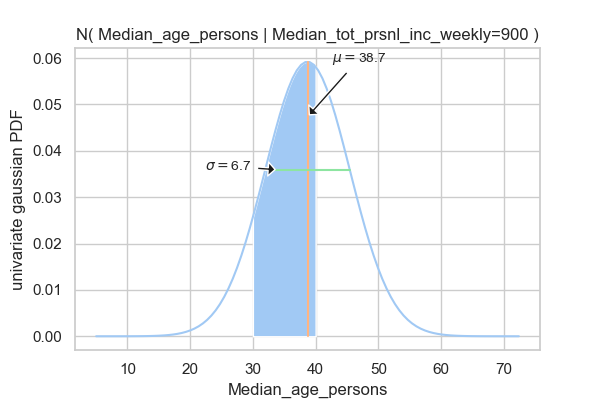 N( Median_age_persons | Median_tot_prsnl_inc_weekly=900 )
0.06
0.05
0.04
0.03
0.02
0.01
0.00
univariate gaussian PDF
μ = 38.7
σ = 6.7
10 20 30 40 50 60 70
Median_age_persons